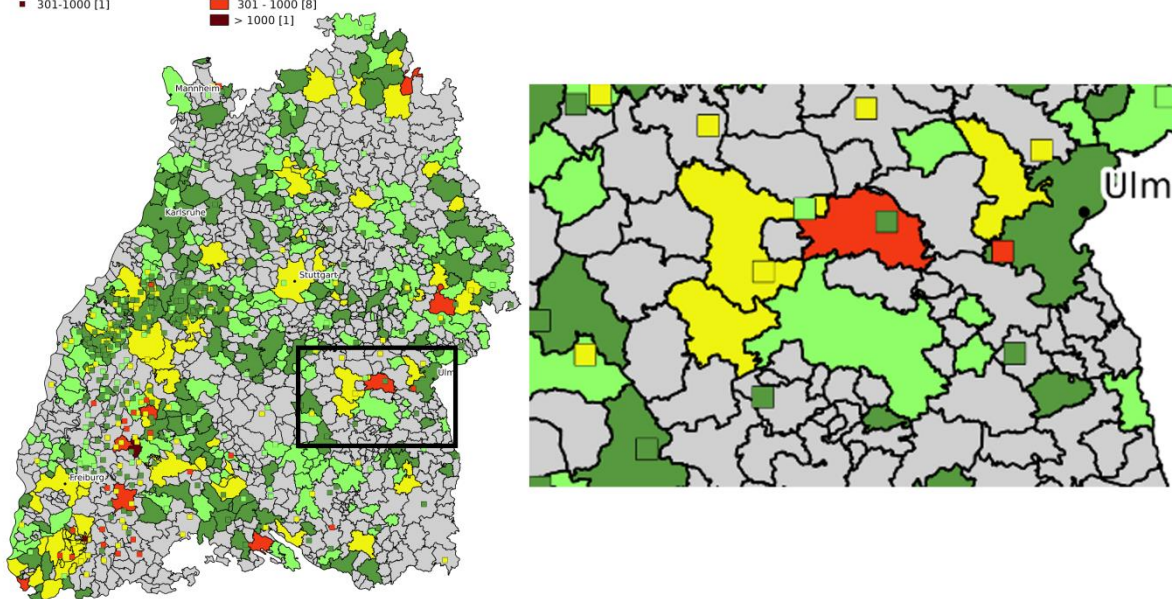 301-1000 [1]
301 - 1000 [8]
> 1000 [1]
Mannheim
Karlsruhe
Stuttgart
Ulm
Freiburg
Ulm